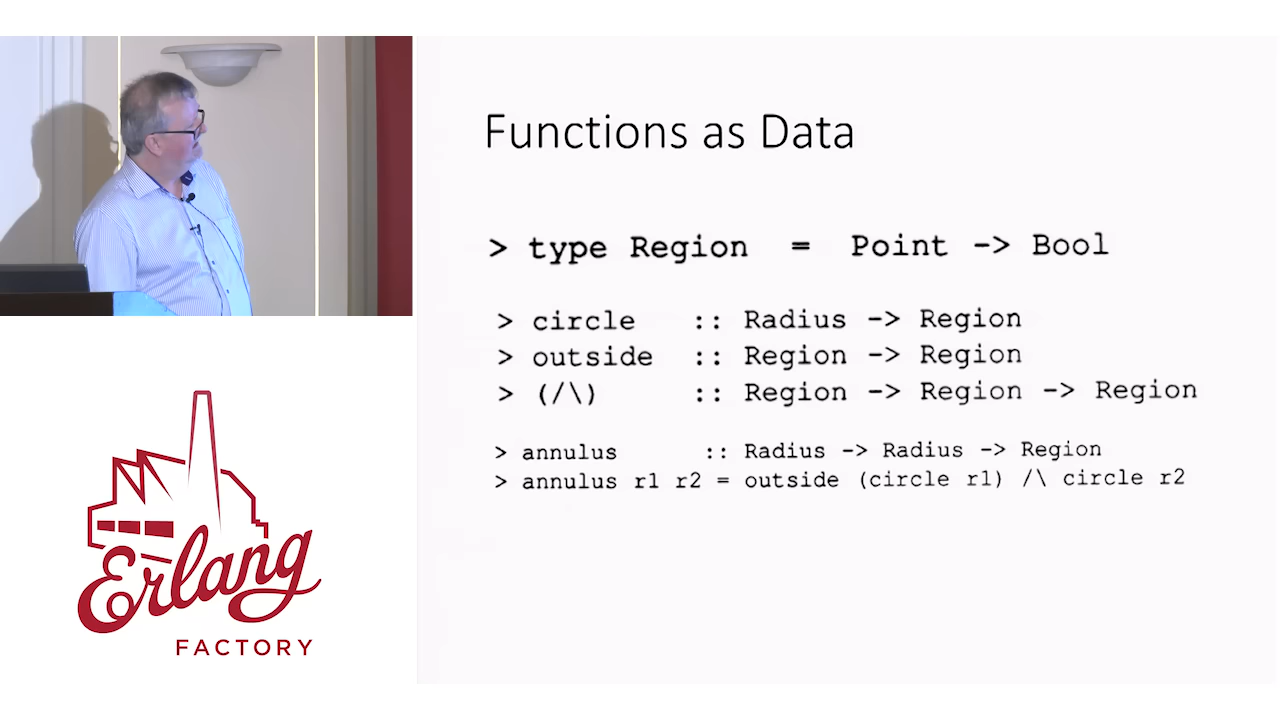 Functions as Data
> type Region = Point -> Bool
> circle :: Radius -> Region
> outside :: Region -> Region
> (/\) :: Region -> Region -> Region
> annulus :: Radius -> Radius -> Region
> annulus r1 r2 = outside (circle r1) /\ circle r2
Erlang
FACTORY